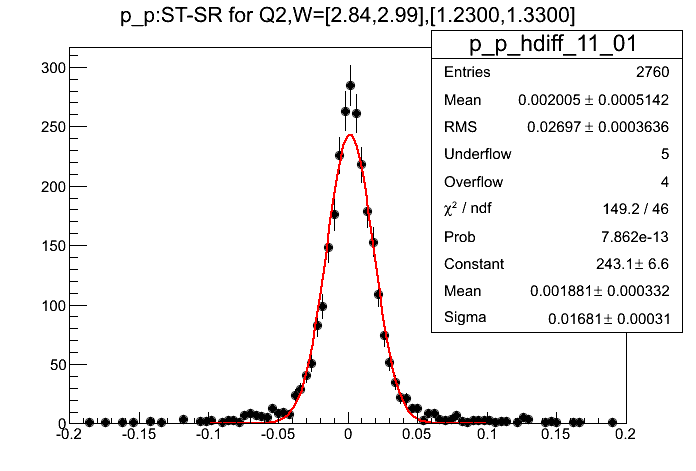 p_p:ST-SR for Q2,W=[2.84,2.99],[1.2300,1.3300]
p_p_hdiff_11_01
Entries 2760
Mean 0.002005 ± 0.0005142
RMS 0.02697 ± 0.0003636
Underflow 5
Overflow 4
χ² / ndf 149.2 / 46
Prob 7.862e-13
Constant 243.1 ± 6.6
Mean 0.001881 ± 0.000332
Sigma 0.01681 ± 0.00031
300
250
200
150
100
50
0
-0.2 -0.15 -0.1 -0.05 0 0.05 0.1 0.15 0.2